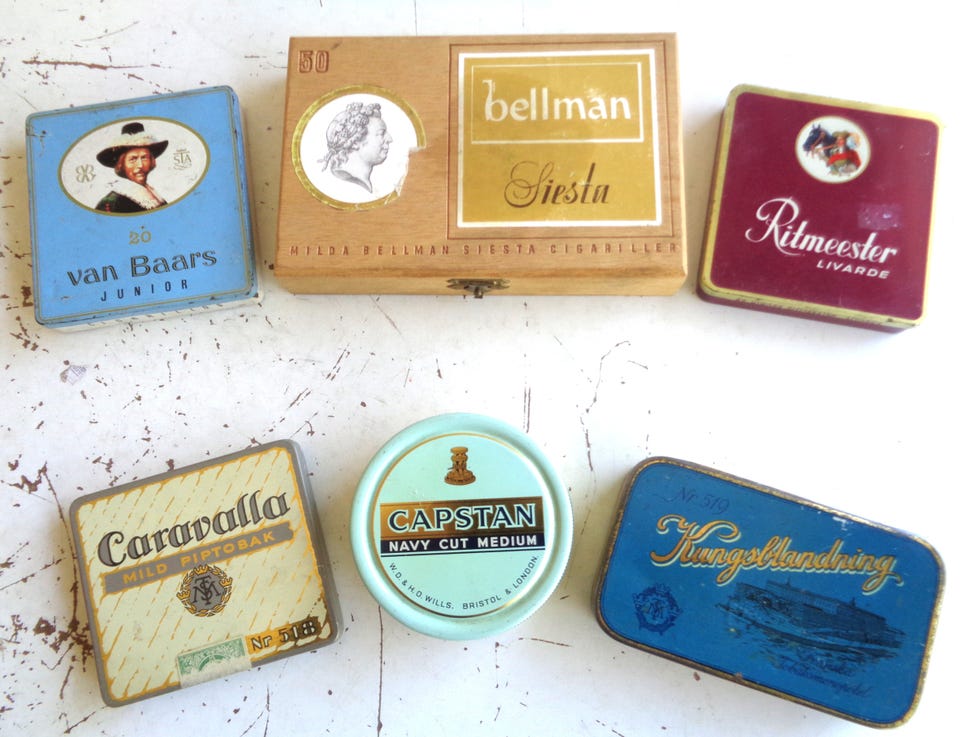 20
van Baars
JUNIOR
STA
50
bellman
Siesta
MILDA BELLMAN SIESTA CIGARILLER
Ritmeester
LIVARDE
Caravalla
MILD PIPTOBAK
Nr 518
CAPSTAN
NAVY CUT MEDIUM
W.D. & H.O. WILLS. BRISTOL & LONDON.
Nr 519
Kungsblandning